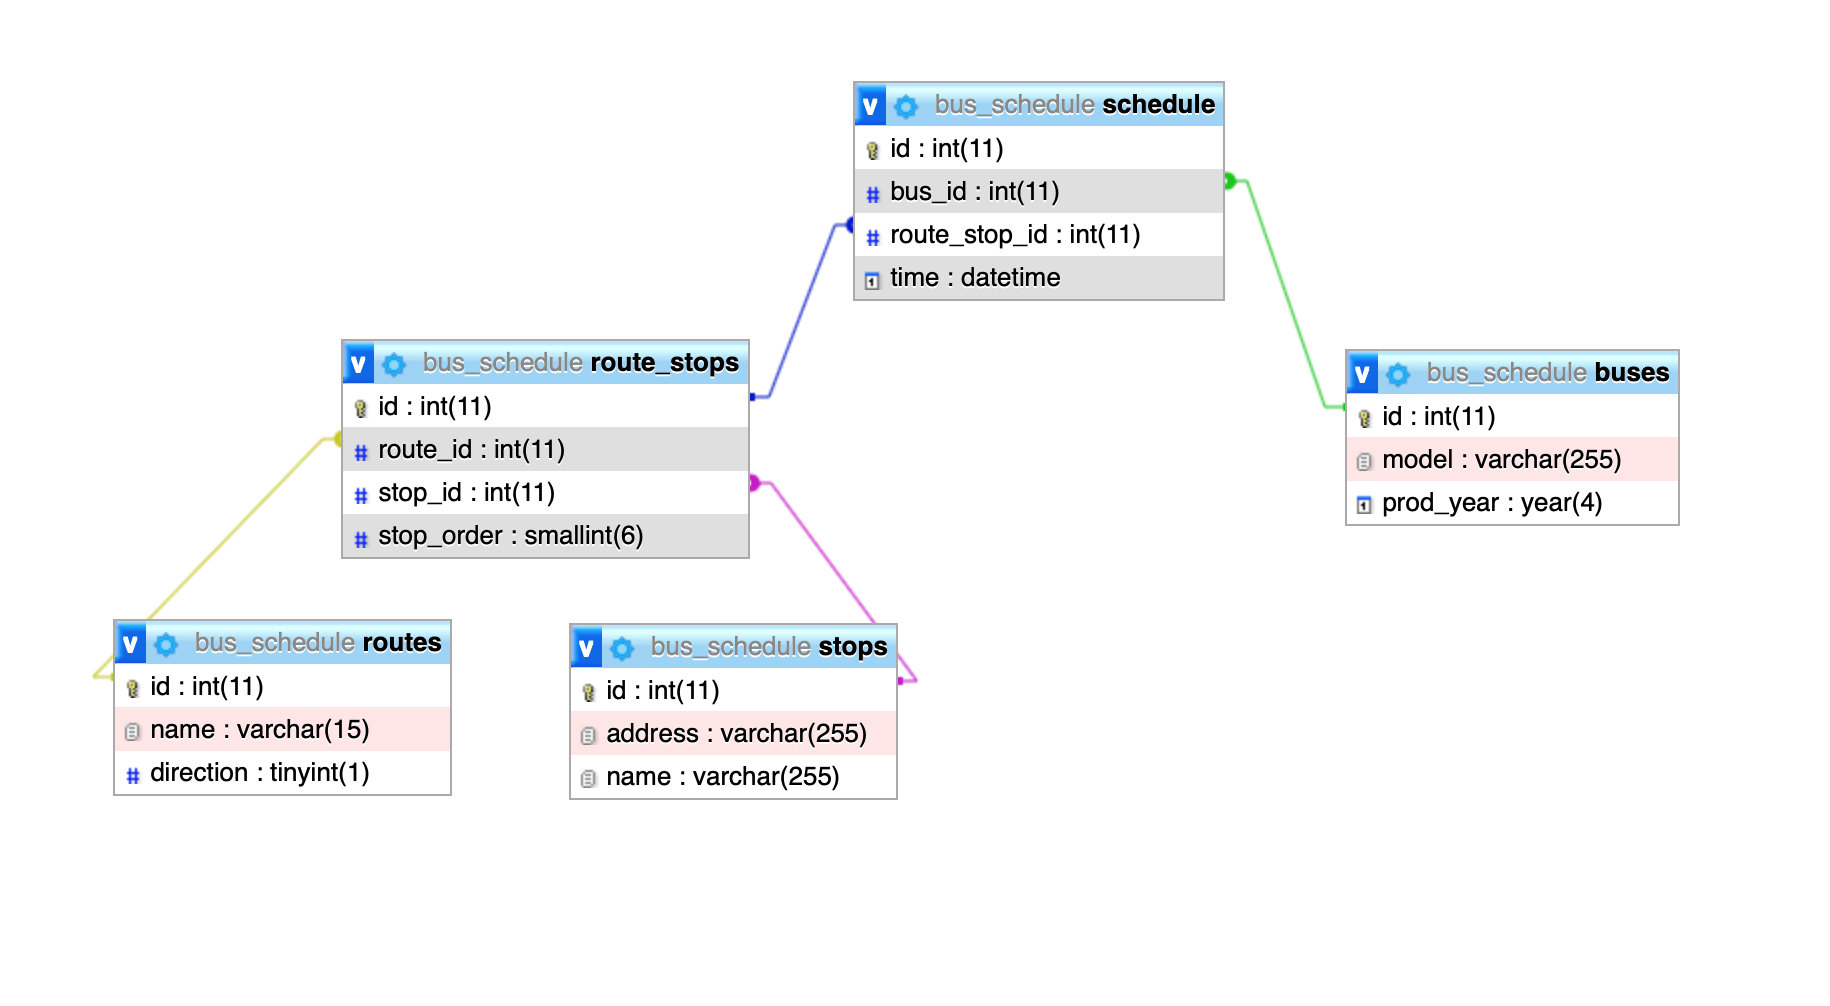 v bus_schedule schedule
id : int(11)
# bus_id : int(11)
# route_stop_id : int(11)
time : datetime
v bus_schedule route_stops
id : int(11)
# route_id : int(11)
# stop_id : int(11)
# stop_order : smallint(6)
v bus_schedule buses
id : int(11)
model : varchar(255)
prod_year : year(4)
v bus_schedule routes
id : int(11)
name : varchar(15)
# direction : tinyint(1)
v bus_schedule stops
id : int(11)
address : varchar(255)
name : varchar(255)